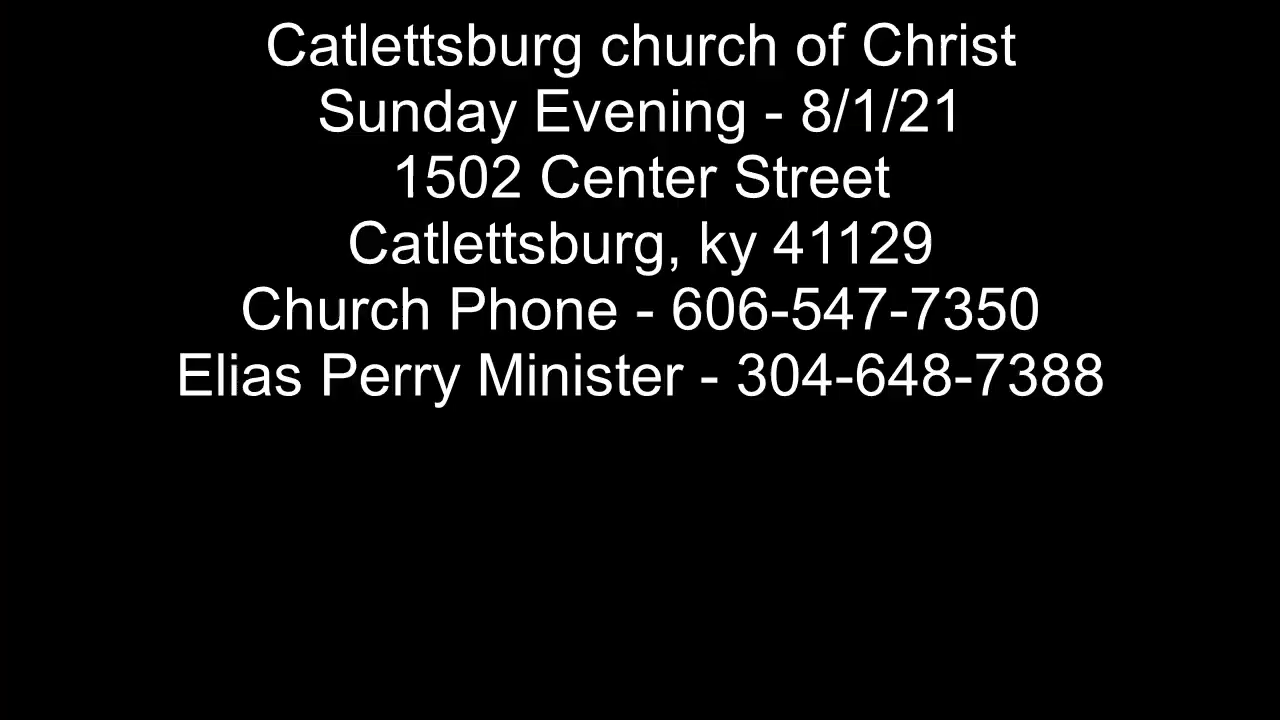 Catlettsburg church of Christ
Sunday Evening - 8/1/21
1502 Center Street
Catlettsburg, ky 41129
Church Phone - 606-547-7350
Elias Perry Minister - 304-648-7388